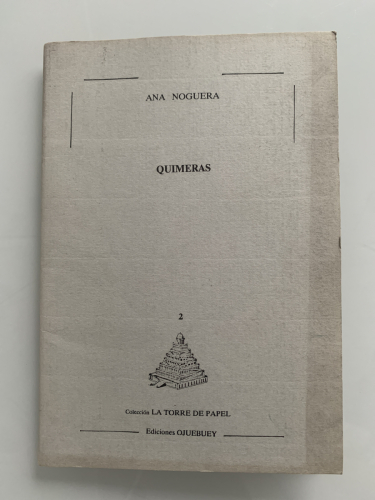 ANA NOGUERA
QUIMERAS
2
Colección LA TORRE DE PAPEL
Ediciones OJUEBUEY